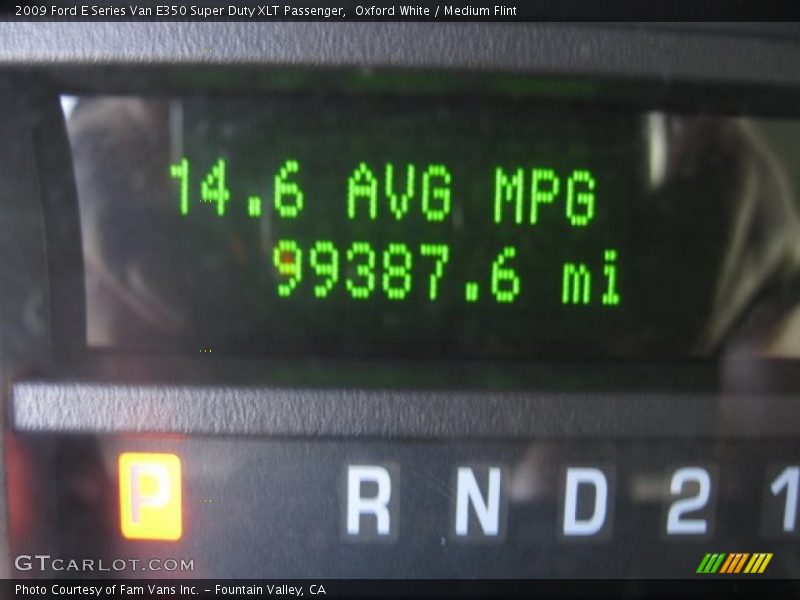 2009 Ford E Series Van E350 Super Duty XLT Passenger,  Oxford White / Medium Flint
14.6 AVG MPG
99387.6 mi
P R N D 2 1
GTCARLOT.COM
Photo Courtesy of Fam Vans Inc. – Fountain Valley, CA